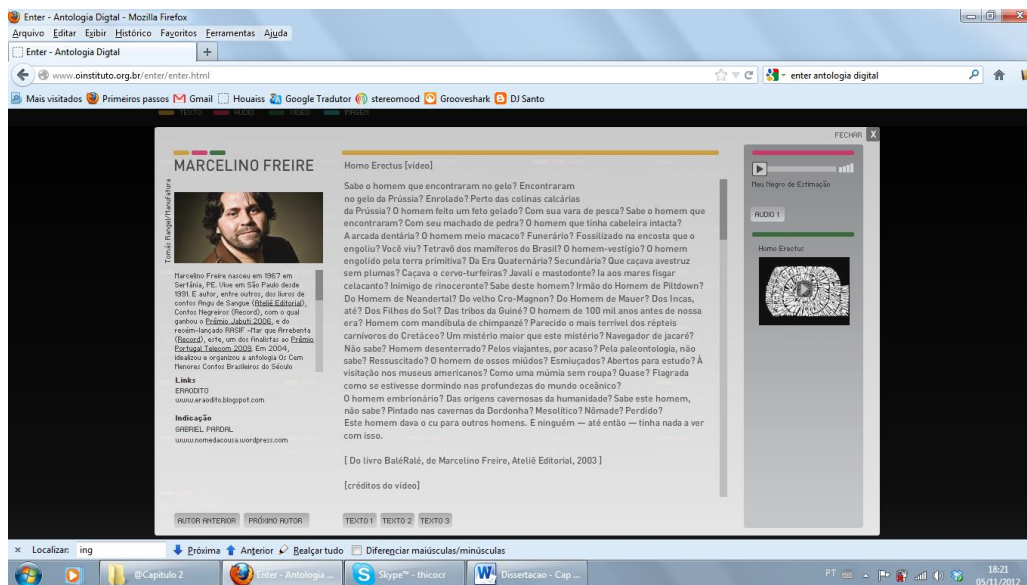 Enter - Antologia Digtal - Mozilla Firefox
Arquivo Editar Exibir Histórico Favoritos Ferramentas Ajuda
Enter - Antologia Digtal
+
www.oinstituto.org.br/enter/enter.html
enter antologia digital
Mais visitados Primeiros passos Gmail Houaiss Google Tradutor stereomood Grooveshark DJ Santo
TEXTO AUDIO VIDEO IMAGEM
FECHAR X
MARCELINO FREIRE
Tomás Rangel/Manufatura
Marcelino Freire nasceu em 1967 em
Sertânia, PE. Vive em São Paulo desde
1991. É autor, entre outros, dos livros de
contos Angu de Sangue (Ateliê Editorial),
Contos Negreiros (Record), com o qual
ganhou o Prêmio Jabuti 2006, e do
recém-lançado RASIF -Mar que Arrebenta
(Record), este, um dos finalistas ao Prêmio
Portugal Telecom 2009. Em 2004,
idealizou e organizou a antologia Os Cem
Menores Contos Brasileiros do Século
Links
ERAODITO
www.eraodito.blogspot.com
Indicação
GABRIEL PARDAL
www.nomedacousa.wordpress.com
AUTOR ANTERIOR PRÓXIMO AUTOR
Homo Erectus [vídeo]
Sabe o homem que encontraram no gelo? Encontraram
no gelo da Prússia? Enrolado? Perto das colinas calcárias
da Prússia? O homem feito um feto gelado? Com sua vara de pesca? Sabe o homem que
encontraram? Com seu machado de pedra? O homem que tinha cabeleira intacta?
A arcada dentária? O homem meio macaco? Funerário? Fossilizado na encosta que o
engoliu? Você viu? Tetravô dos mamíferos do Brasil? O homem-vestígio? O homem
engolido pela terra primitiva? Da Era Quaternária? Secundária? Que caçava avestruz
sem plumas? Caçava o cervo-turfeiras? Javali e mastodonte? Ia aos mares fisgar
celacanto? Inimigo de rinoceronte? Sabe deste homem? Irmão do Homem de Piltdown?
Do Homem de Neandertal? Do velho Cro-Magnon? Do Homem de Mauer? Dos Incas,
até? Dos Filhos do Sol? Das tribos da Guiné? O homem de 100 mil anos antes de nossa
era? Homem com mandíbula de chimpanzé? Parecido o mais terrível dos répteis
carnívoros do Cretáceo? Um mistério maior que este mistério? Navegador de jacaré?
Não sabe? Homem desenterrado? Pelos viajantes, por acaso? Pela paleontologia, não
sabe? Ressuscitado? O homem de ossos miúdos? Esmiuçados? Abertos para estudo? À
visitação nos museus americanos? Como uma múmia sem roupa? Quase? Flagrada
como se estivesse dormindo nas profundezas do mundo oceânico?
O homem embrionário? Das origens cavernosas da humanidade? Sabe este homem,
não sabe? Pintado nas cavernas da Dordonha? Mesolítico? Nômade? Perdido?
Este homem dava o cu para outros homens. E ninguém — até então — tinha nada a ver
com isso.
[ Do livro BaléRalé, de Marcelino Freire, Ateliê Editorial, 2003 ]
[créditos do vídeo]
TEXTO 1 TEXTO 2 TEXTO 3
Meu Negro de Estimação
AUDIO 1
Homo Erectus
× Localizar: ing Próxima Anterior Realçar tudo Diferenciar maiúsculas/minúsculas
@Capitulo 2 Enter - Antologia ... Skype™ - thicocr Dissertacao - Cap ... PT 18:21
05/11/201